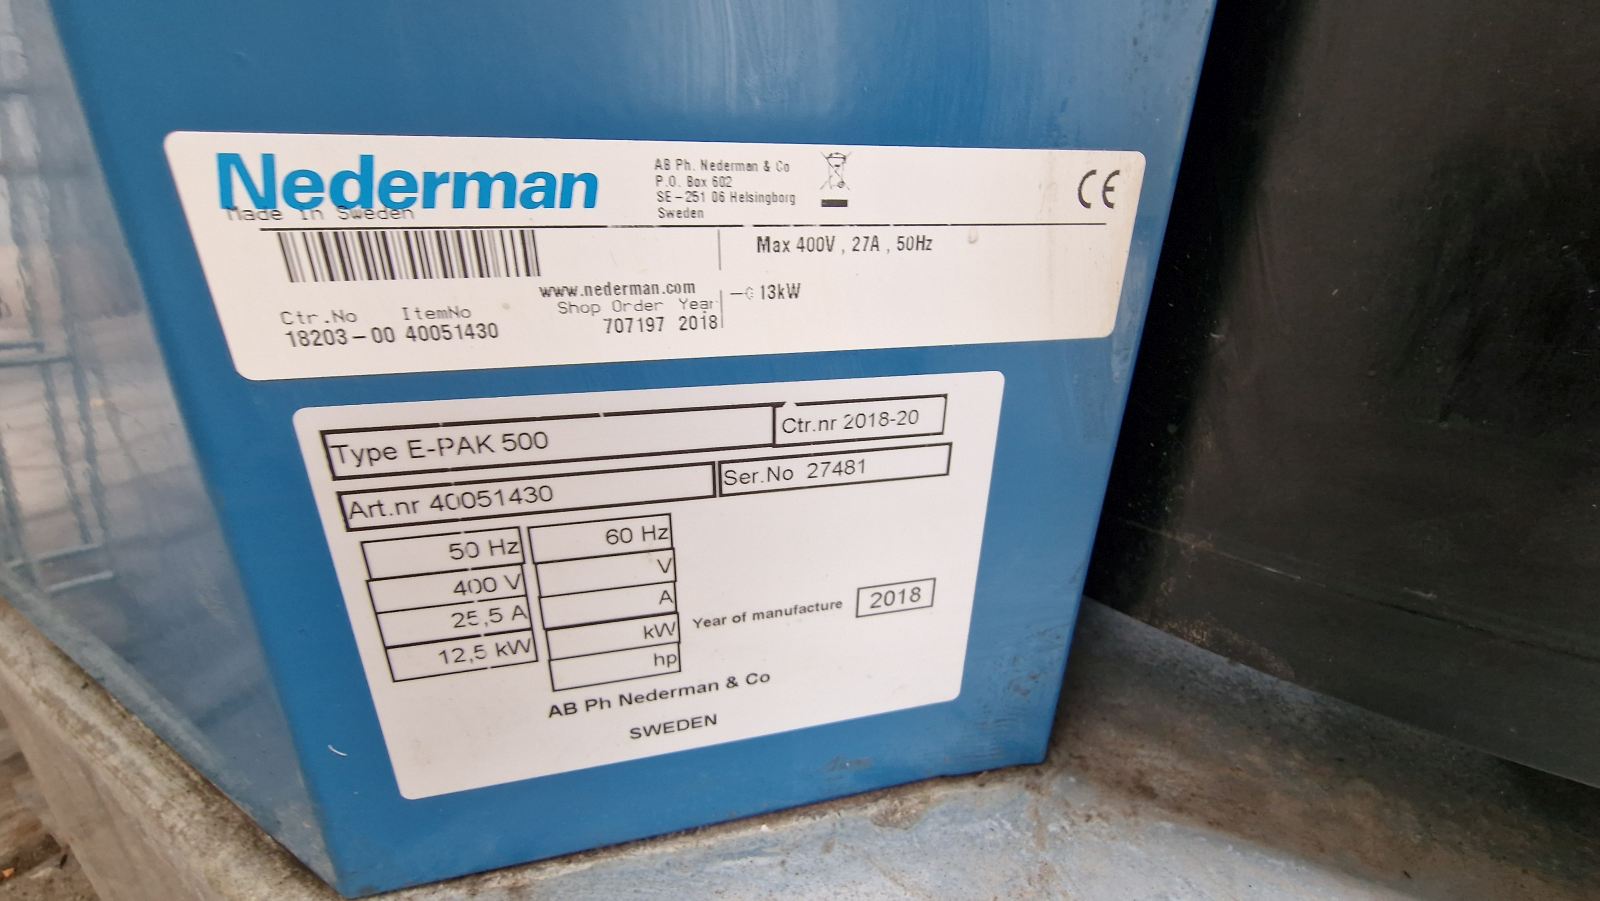 Nederman
Made In Sweden
AB Ph. Nederman & Co
P.O. Box 602
SE-251 06 Helsingborg
Sweden
CE
Max 400V , 27A , 50Hz
www.nederman.com
13kW
Ctr.No ItemNo Shop Order Year
18203-00 40051430 707197 2018
Type E-PAK 500
Ctr.nr 2018-20
Art.nr 40051430
Ser.No 27481
50 Hz 60 Hz
400 V V
25,5 A A
12,5 kW kW
hp
Year of manufacture 2018
AB Ph Nederman & Co
SWEDEN